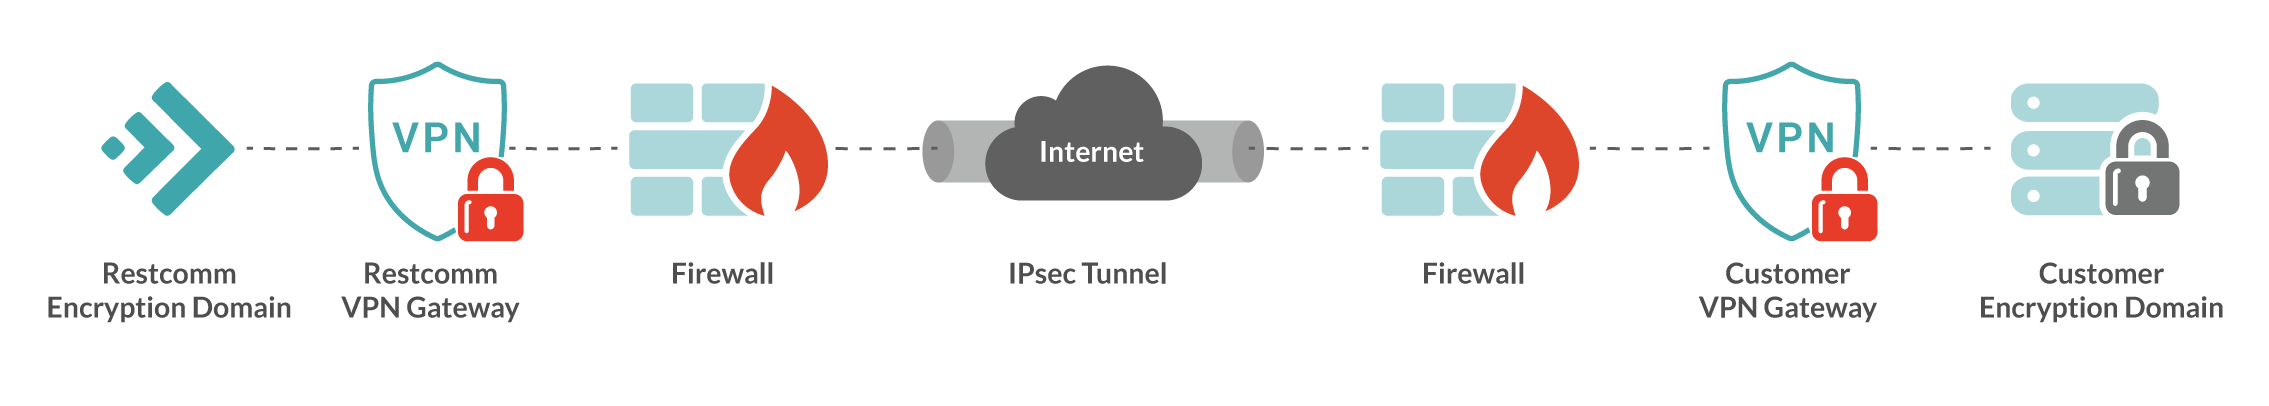 VPN
Internet
VPN
Restcomm
Encryption Domain
Restcomm
VPN Gateway
Firewall
IPsec Tunnel
Firewall
Customer
VPN Gateway
Customer
Encryption Domain